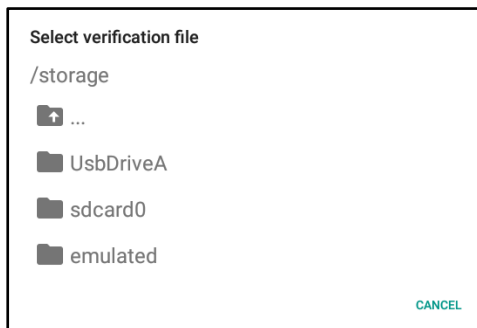 Select verification file
/storage
...
UsbDriveA
sdcard0
emulated
CANCEL